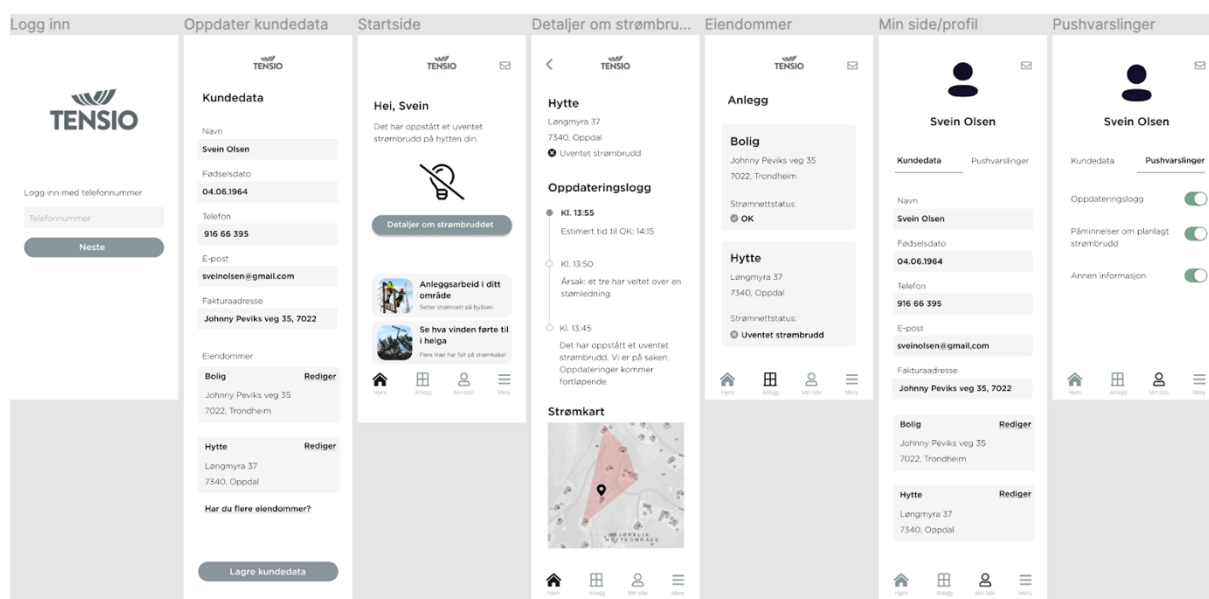 Logg inn
TENSIO
Logg inn med telefonnummer
Telefonnummer
Neste
Oppdater kundedata
TENSIO
Kundedata
Navn
Svein Olsen
Fødselsdato
04.06.1964
Telefon
916 66 395
E-post
sveinolsen@gmail.com
Fakturaadresse
Johnny Peviks veg 35, 7022
Eiendommer
Bolig Rediger
Johnny Peviks veg 35
7022, Trondheim
Hytte Rediger
Løngmyra 37
7340, Oppdal
Har du flere eiendommer?
Lagre kundedata
Startside
TENSIO
Hei, Svein
Det har oppstått et uventet
strømbrudd på hytten din.
Detaljer om strømbruddet
Anleggsarbeid i ditt
område
Setter strømnett på Byåsen
Se hva vinden førte til
i helga
Flere trær har falt på strømkabel
Hjem Anlegg Min side Meny
Detaljer om strømbru...
TENSIO
Hytte
Løngmyra 37
7340, Oppdal
Uventet strømbrudd
Oppdateringslogg
Kl. 13:55
Estimert tid til OK: 14:15
Kl. 13:50
Årsak: et tre har veltet over en
stømledning.
Kl. 13:45
Det har oppstått et uventet
strømbrudd. Vi er på saken.
Oppdateringer kommer
fortløpende.
Strømkart
Hjem Anlegg Min side Meny
Eiendommer
TENSIO
Anlegg
Bolig
Johnny Peviks veg 35
7022, Trondheim
Strømnettstatus:
OK
Hytte
Løngmyra 37
7340, Oppdal
Strømnettstatus:
Uventet strømbrudd
Hjem Anlegg Min side Meny
Min side/profil
Svein Olsen
Kundedata Pushvarslinger
Navn
Svein Olsen
Fødselsdato
04.06.1964
Telefon
916 66 395
E-post
sveinolsen@gmail.com
Fakturaadresse
Johnny Peviks veg 35, 7022
Bolig Rediger
Johnny Peviks veg 35
7022, Trondheim
Hytte Rediger
Løngmyra 37
7340, Oppdal
Hjem Anlegg Min side Meny
Pushvarslinger
Svein Olsen
Kundedata Pushvarslinger
Oppdateringslogg
Påminnelser om planlagt
strømbrudd
Annen informasjon
Hjem Anlegg Min side Meny